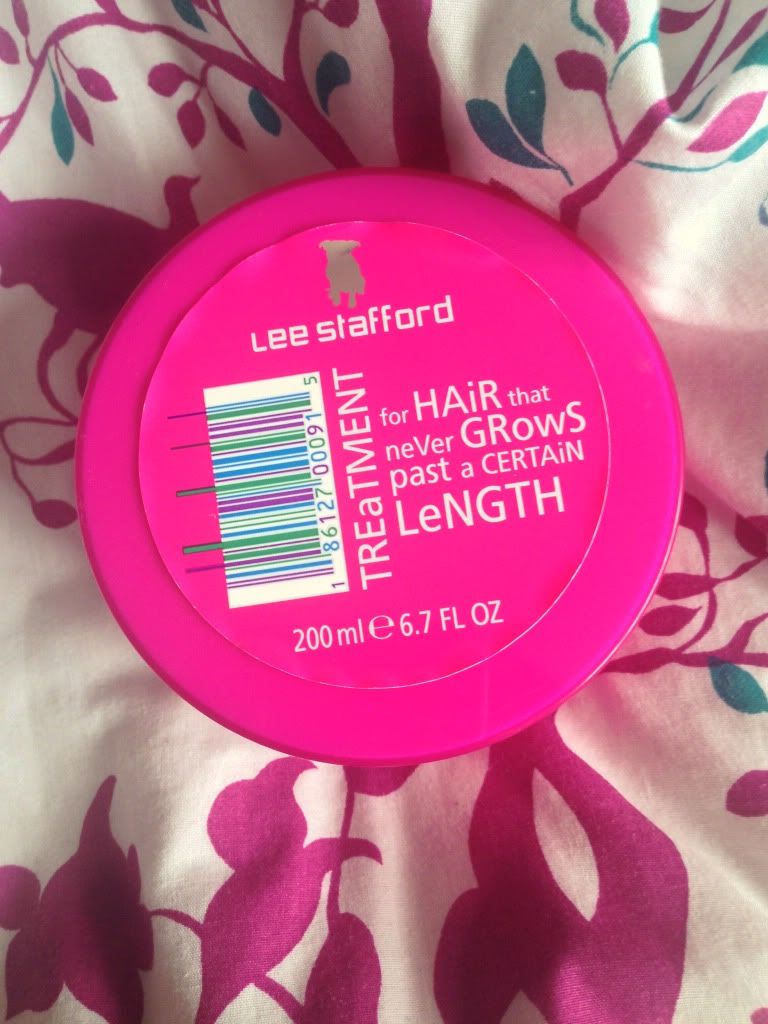 Lee Stafford
TREaTMENT
for HAiR that
neVer GRowS
past a CERTAiN
LeNGTH
1 86127 00091 5
200 ml e 6.7 FL OZ